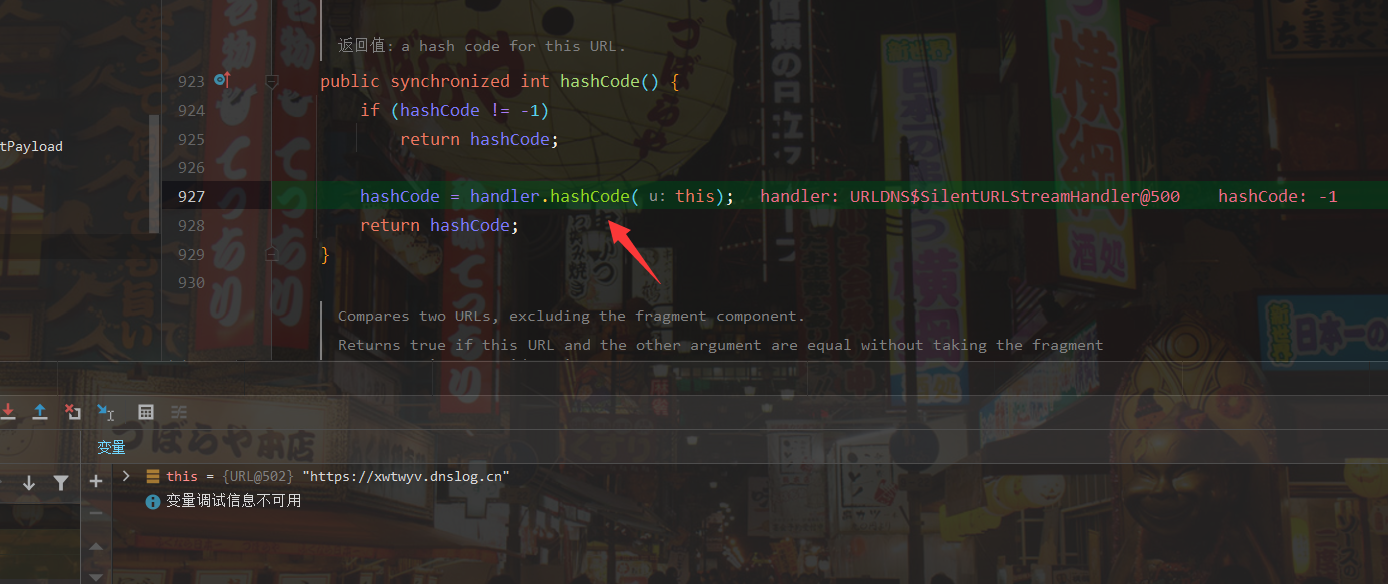 返回值: a hash code for this URL.
923 public synchronized int hashCode() {
924 if (hashCode != -1)
925 return hashCode;
tPayload
926
927 hashCode = handler.hashCode( u: this); handler: URLDNS$SilentURLStreamHandler@500 hashCode: -1
928 return hashCode;
929 }
930
Compares two URLs, excluding the fragment component.
Returns true if this URL and the other argument are equal without taking the fragment
变量
this = {URL@502} "https://xwtwyv.dnslog.cn"
变量调试信息不可用